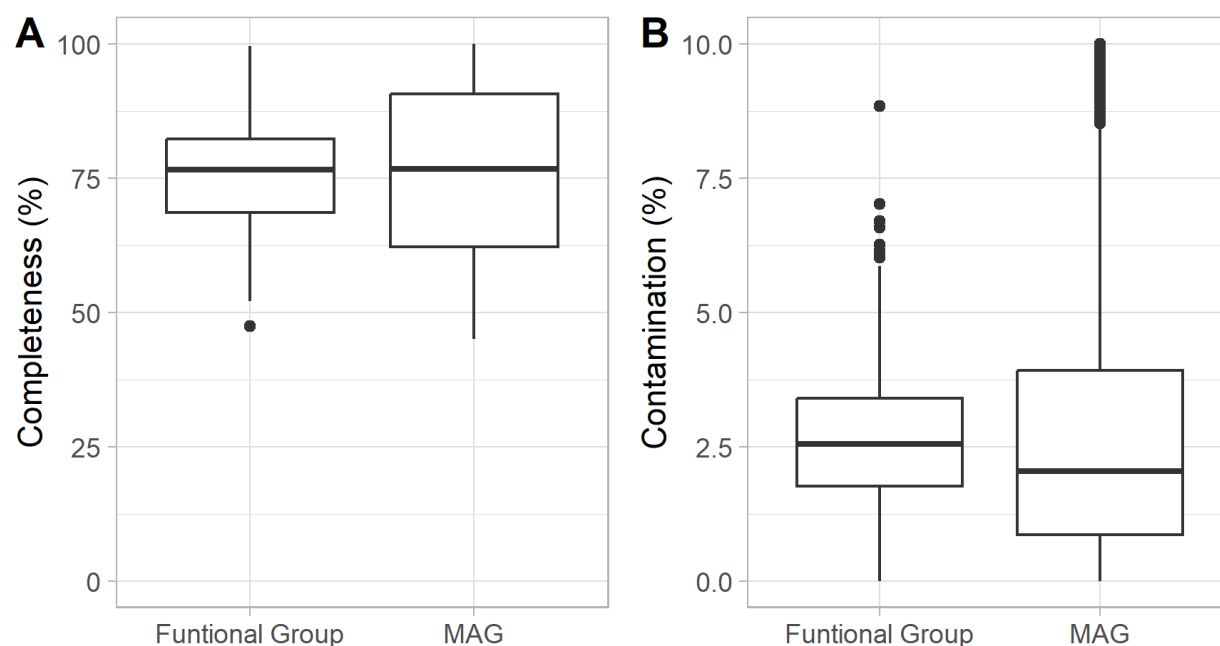 A
Completeness (%)
100
75
50
25
0
Funtional Group
MAG
B
Contamination (%)
10.0
7.5
5.0
2.5
0.0
Funtional Group
MAG